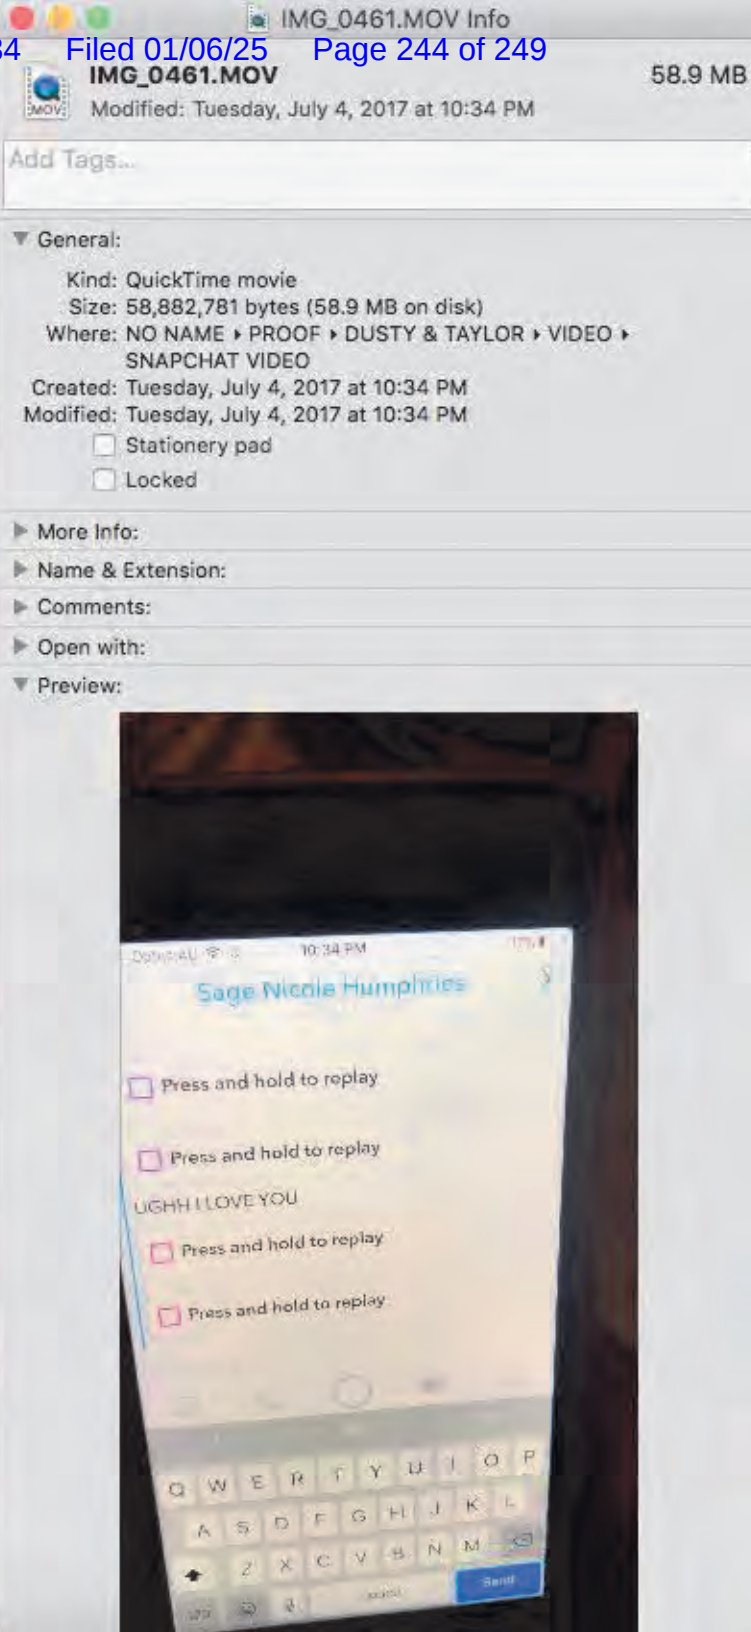 IMG_0461.MOV Info
Filed 01/06/25 Page 244 of 249
IMG_0461.MOV 58.9 MB
Modified: Tuesday, July 4, 2017 at 10:34 PM
MOV
Add Tags...
General:
Kind: QuickTime movie
Size: 58,882,781 bytes (58.9 MB on disk)
Where: NO NAME ▸ PROOF ▸ DUSTY & TAYLOR ▸ VIDEO ▸
SNAPCHAT VIDEO
Created: Tuesday, July 4, 2017 at 10:34 PM
Modified: Tuesday, July 4, 2017 at 10:34 PM
Stationery pad
Locked
More Info:
Name & Extension:
Comments:
Open with:
Preview:
10:34 PM
Sage Nicole Humphries
Press and hold to replay
Press and hold to replay
UGHH I LOVE YOU
Press and hold to replay
Press and hold to replay
Q W E R T Y U I O P
A S D F G H J K L
Z X C V B N M
123 Send